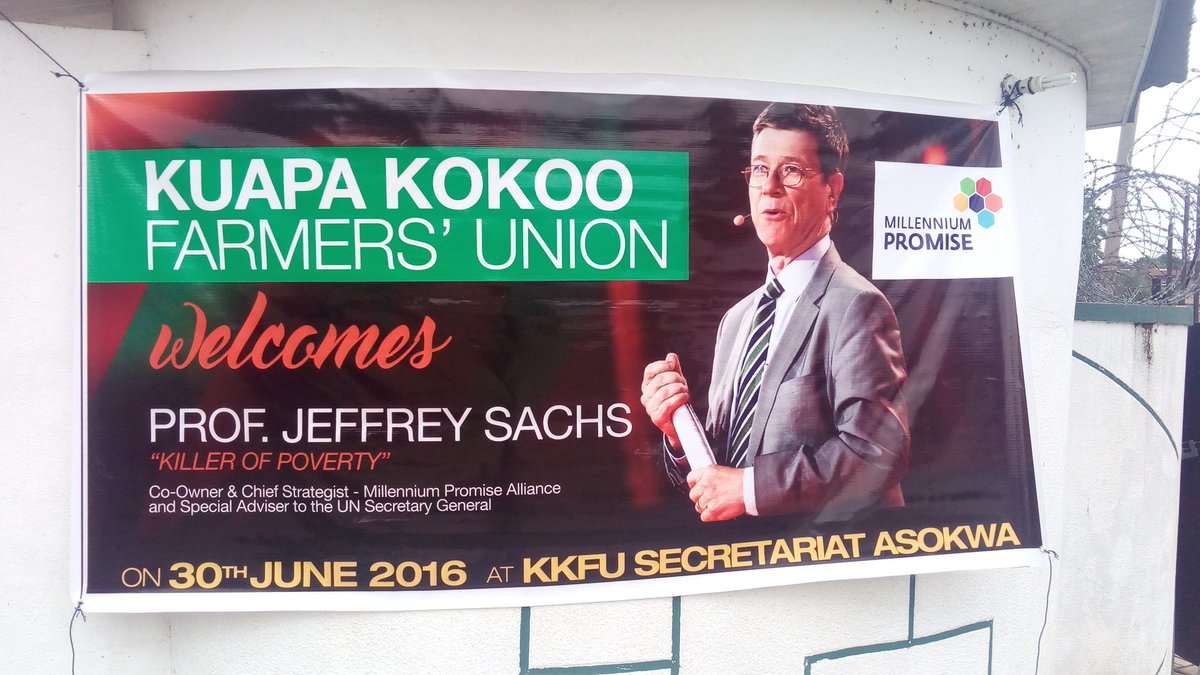 KUAPA KOKOO
FARMERS' UNION
welcomes
PROF. JEFFREY SACHS
"KILLER OF POVERTY"
Co-Owner & Chief Strategist - Millennium Promise Alliance
and Special Adviser to the UN Secretary General
ON 30TH JUNE 2016 AT KKFU SECRETARIAT ASOKWA
MILLENNIUM
PROMISE